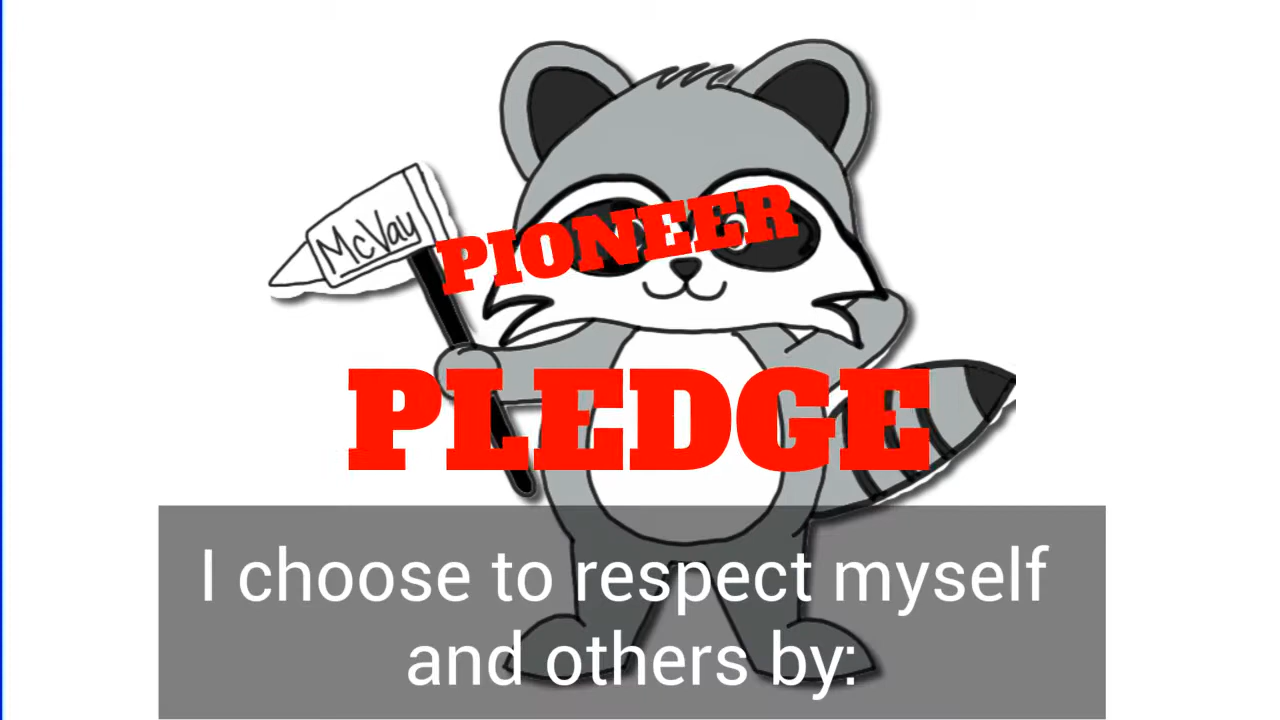 McVay
PIONEER
PLEDGE
I choose to respect myself
and others by: